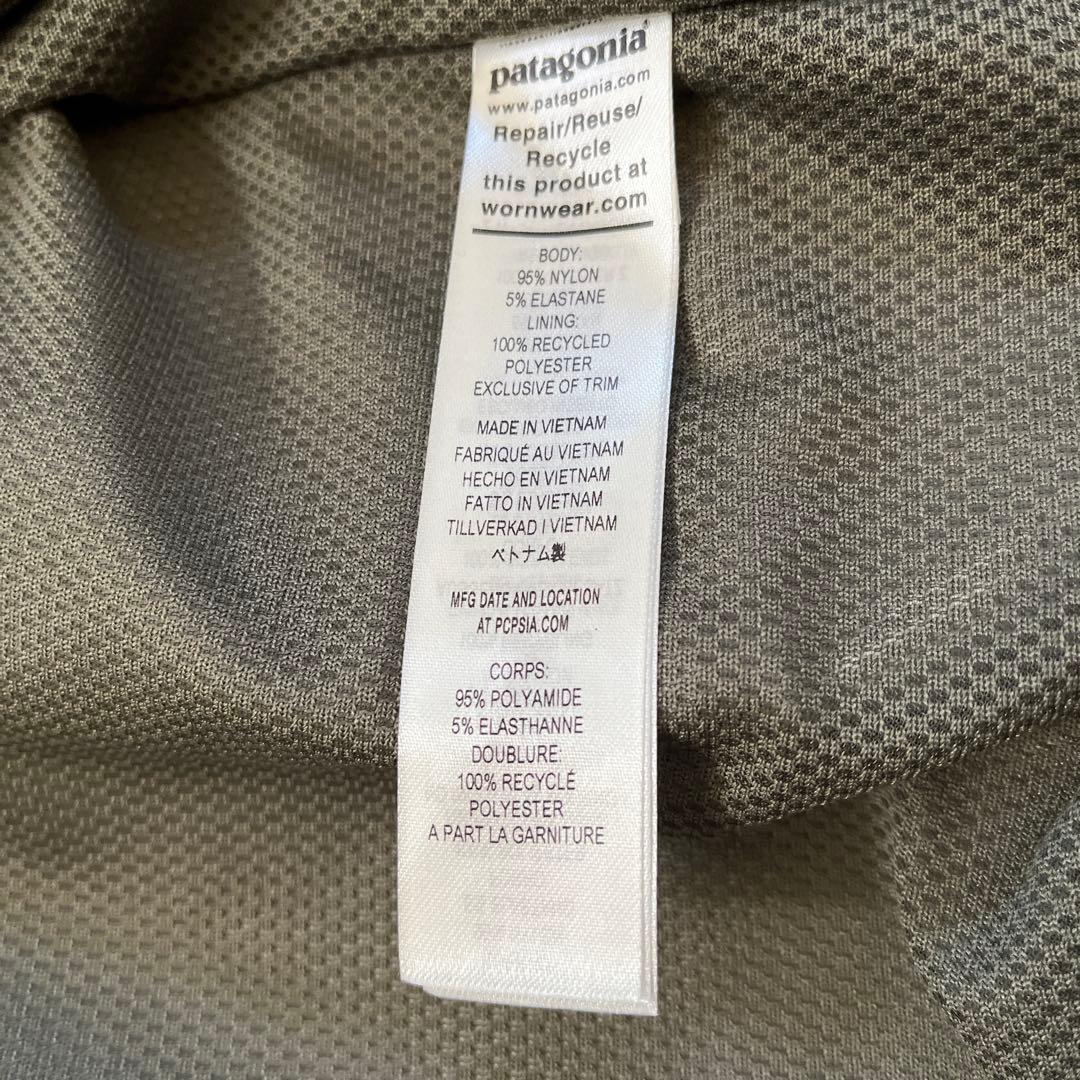 patagonia
www.patagonia.com
Repair/Reuse/
Recycle
this product at
wornwear.com
BODY:
95% NYLON
5% ELASTANE
LINING:
100% RECYCLED
POLYESTER
EXCLUSIVE OF TRIM
MADE IN VIETNAM
FABRIQUÉ AU VIETNAM
HECHO EN VIETNAM
FATTO IN VIETNAM
TILLVERKAD I VIETNAM
ベトナム製
MFG DATE AND LOCATION
AT PCPSIA.COM
CORPS:
95% POLYAMIDE
5% ELASTHANNE
DOUBLURE:
100% RECYCLÉ
POLYESTER
A PART LA GARNITURE